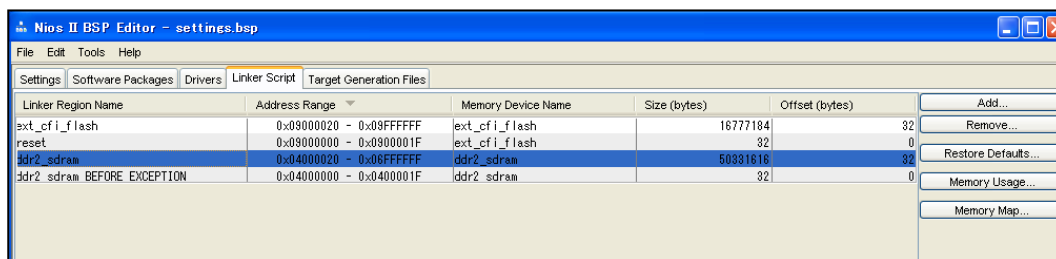 Nios II BSP Editor - settings.bsp
File Edit Tools Help
Settings Software Packages Drivers Linker Script Target Generation Files
Linker Region Name Address Range Memory Device Name Size (bytes) Offset (bytes) Add...
ext_cfi_flash 0x09000020 - 0x09FFFFFF ext_cfi_flash 16777184 32 Remove...
reset 0x09000000 - 0x0900001F ext_cfi_flash 32 0
ddr2_sdram 0x04000020 - 0x06FFFFFF ddr2_sdram 50331616 32 Restore Defaults...
ddr2_sdram BEFORE EXCEPTION 0x04000000 - 0x0400001F ddr2_sdram 32 0
Memory Usage...
Memory Map...